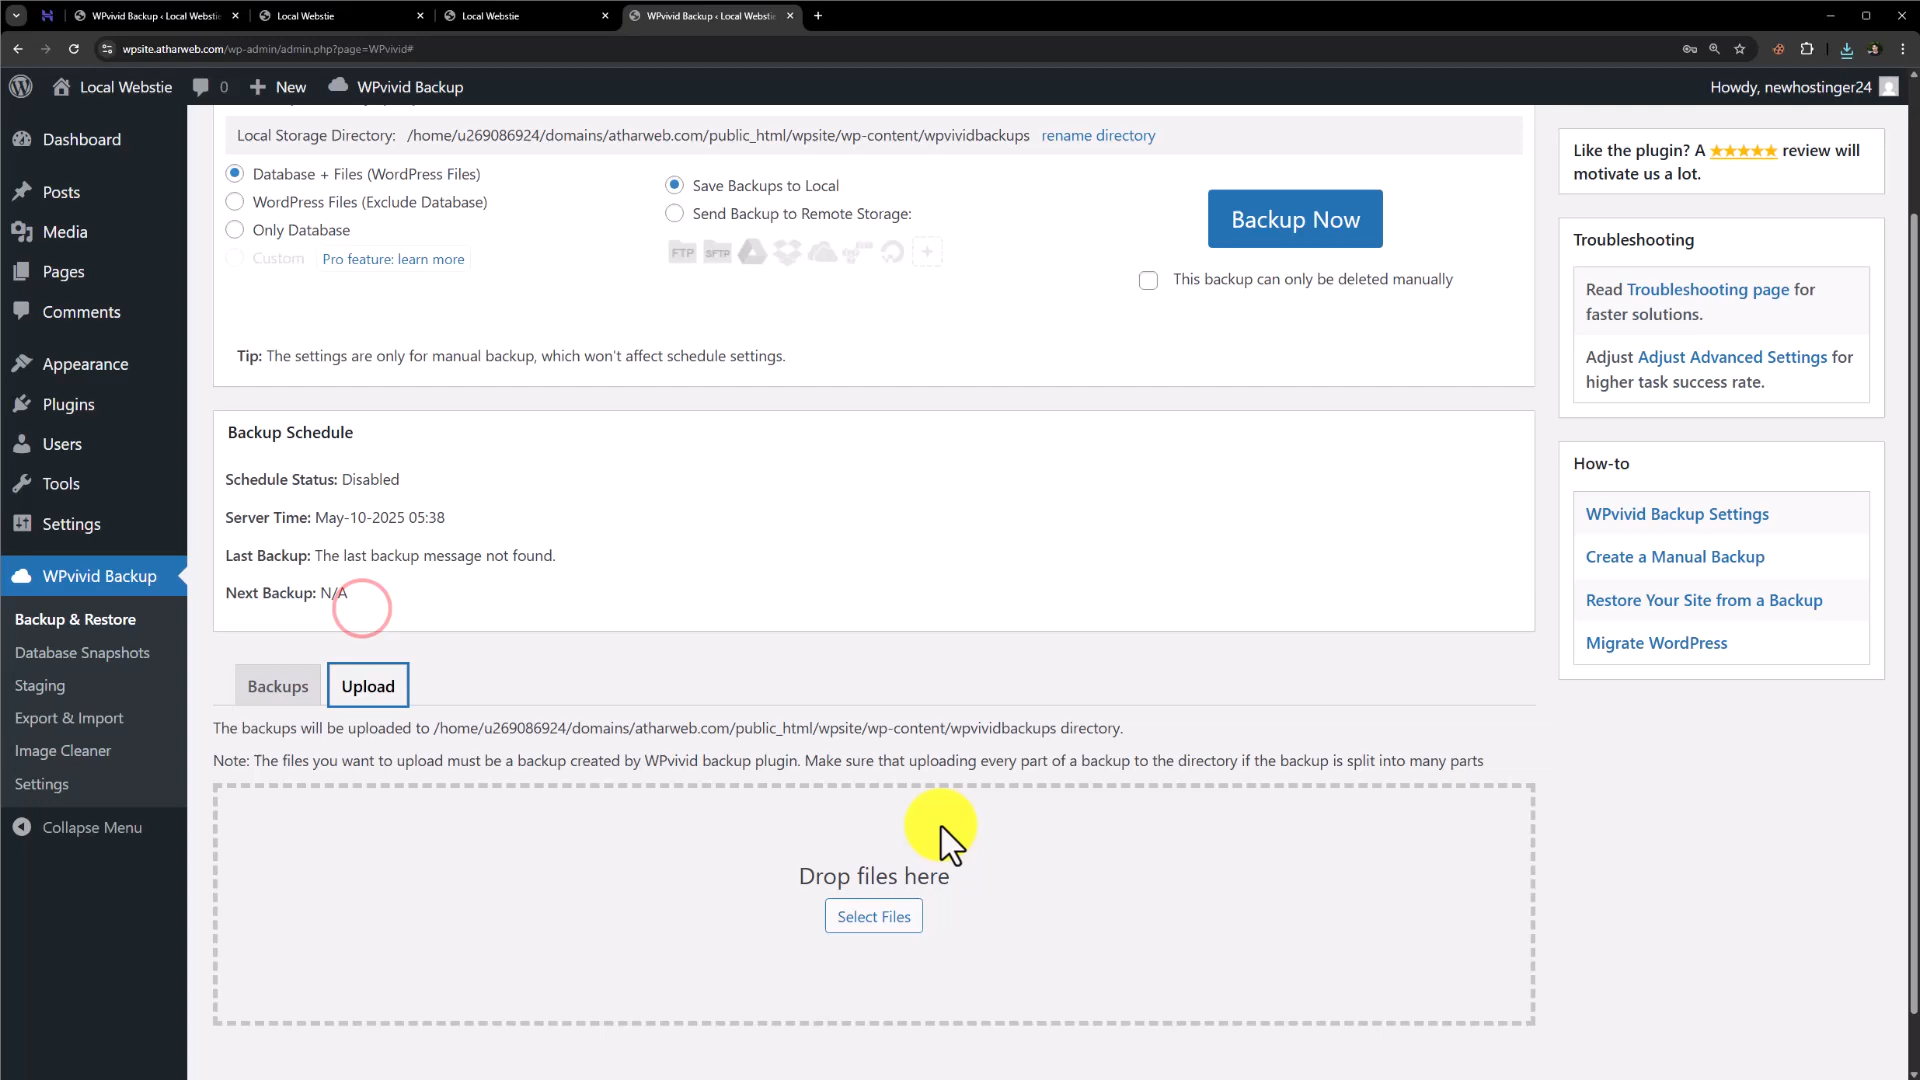 WPvivid Backup ‹ Local Webstie
Local Webstie
Local Webstie
WPvivid Backup ‹ Local Webstie
wpsite.atharweb.com/wp-admin/admin.php?page=WPvivid#
Local Webstie
0
New
WPvivid Backup
Howdy, newhostinger24
Dashboard
Posts
Media
Pages
Comments
Appearance
Plugins
Users
Tools
Settings
WPvivid Backup
Backup & Restore
Database Snapshots
Staging
Export & Import
Image Cleaner
Settings
Collapse Menu
Local Storage Directory: /home/u269086924/domains/atharweb.com/public_html/wpsite/wp-content/wpvividbackups rename directory
Database + Files (WordPress Files)
WordPress Files (Exclude Database)
Only Database
Custom Pro feature: learn more
Save Backups to Local
Send Backup to Remote Storage:
FTP SFTP
Backup Now
This backup can only be deleted manually
Tip: The settings are only for manual backup, which won't affect schedule settings.
Backup Schedule
Schedule Status: Disabled
Server Time: May-10-2025 05:38
Last Backup: The last backup message not found.
Next Backup: N/A
Backups
Upload
The backups will be uploaded to /home/u269086924/domains/atharweb.com/public_html/wpsite/wp-content/wpvividbackups directory.
Note: The files you want to upload must be a backup created by WPvivid backup plugin. Make sure that uploading every part of a backup to the directory if the backup is split into many parts
Drop files here
Select Files
Like the plugin? A ★★★★★ review will
motivate us a lot.
Troubleshooting
Read Troubleshooting page for
faster solutions.
Adjust Adjust Advanced Settings for
higher task success rate.
How-to
WPvivid Backup Settings
Create a Manual Backup
Restore Your Site from a Backup
Migrate WordPress